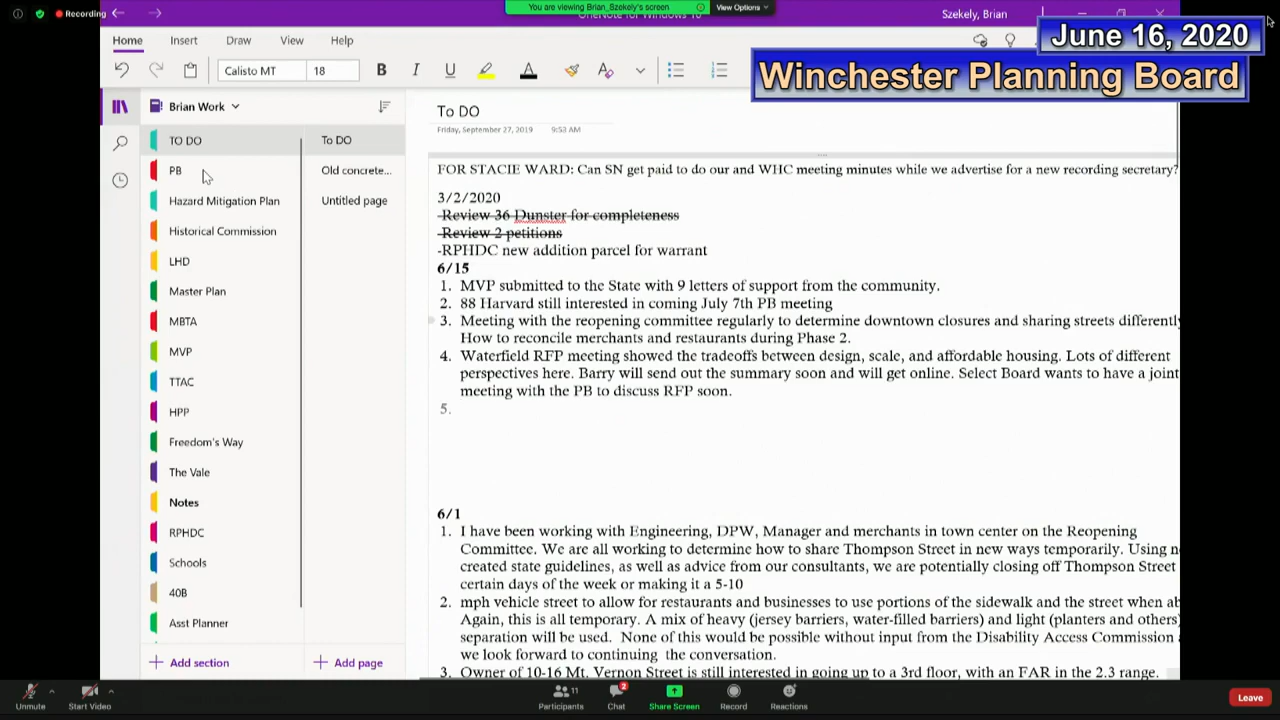 Recording
You are viewing Brian_Szekely's screen
View Options
OneNote for Windows 10
Szekely, Brian
June 16, 2020
Winchester Planning Board
Home
Insert
Draw
View
Help
Calisto MT
18
B
I
U
A
Brian Work
TO DO
PB
Hazard Mitigation Plan
Historical Commission
LHD
Master Plan
MBTA
MVP
TTAC
HPP
Freedom's Way
The Vale
Notes
RPHDC
Schools
40B
Asst Planner
Add section
To DO
Old concrete...
Untitled page
Add page
To DO
Friday, September 27, 2019 9:53 AM
FOR STACIE WARD: Can SN get paid to do our and WHC meeting minutes while we advertise for a new recording secretary?
3/2/2020
-Review 36 Dunster for completeness
-Review 2 petitions
-RPHDC new addition parcel for warrant
6/15
1. MVP submitted to the State with 9 letters of support from the community.
2. 88 Harvard still interested in coming July 7th PB meeting
3. Meeting with the reopening committee regularly to determine downtown closures and sharing streets differently
How to reconcile merchants and restaurants during Phase 2.
4. Waterfield RFP meeting showed the tradeoffs between design, scale, and affordable housing. Lots of different
perspectives here. Barry will send out the summary soon and will get online. Select Board wants to have a joint
meeting with the PB to discuss RFP soon.
5.
6/1
1. I have been working with Engineering, DPW, Manager and merchants in town center on the Reopening
Committee. We are all working to determine how to share Thompson Street in new ways temporarily. Using n
created state guidelines, as well as advice from our consultants, we are potentially closing off Thompson Street
certain days of the week or making it a 5-10
2. mph vehicle street to allow for restaurants and businesses to use portions of the sidewalk and the street when ab
Again, this is all temporary. A mix of heavy (jersey barriers, water-filled barriers) and light (planters and others)
separation will be used. None of this would be possible without input from the Disability Access Commission
we look forward to continuing the conversation.
3. Owner of 10-16 Mt. Vernon Street is still interested in going up to a 3rd floor, with an FAR in the 2.3 range.
Unmute
Start Video
Participants
11
Chat
2
Share Screen
Record
Reactions
Leave